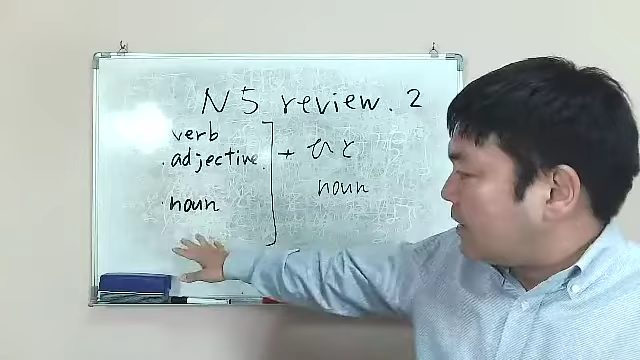 N5 review. 2
verb
・adjective. + ひと
noun
・noun